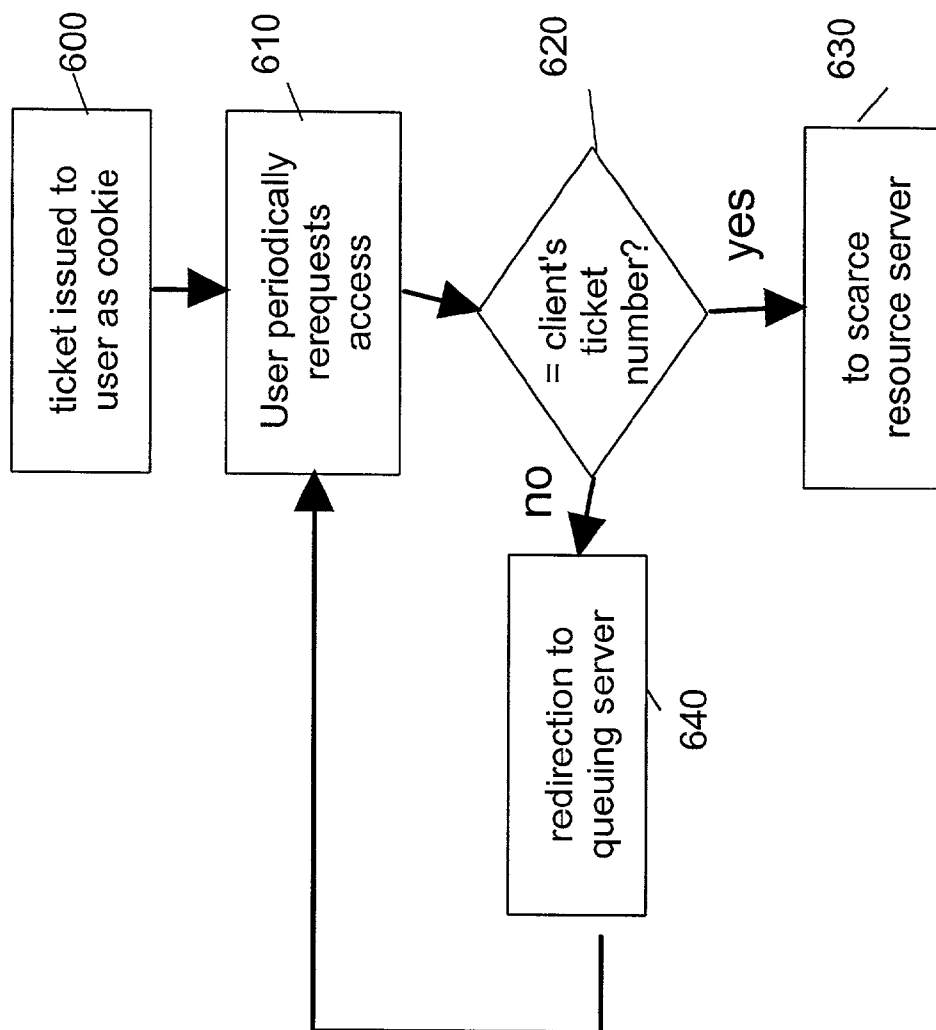 600
ticket issued to
user as cookie
610
User periodically
rerequests
access
620
= client's
ticket
number?
yes
no
630
to scarce
resource server
redirection to
queuing server
640